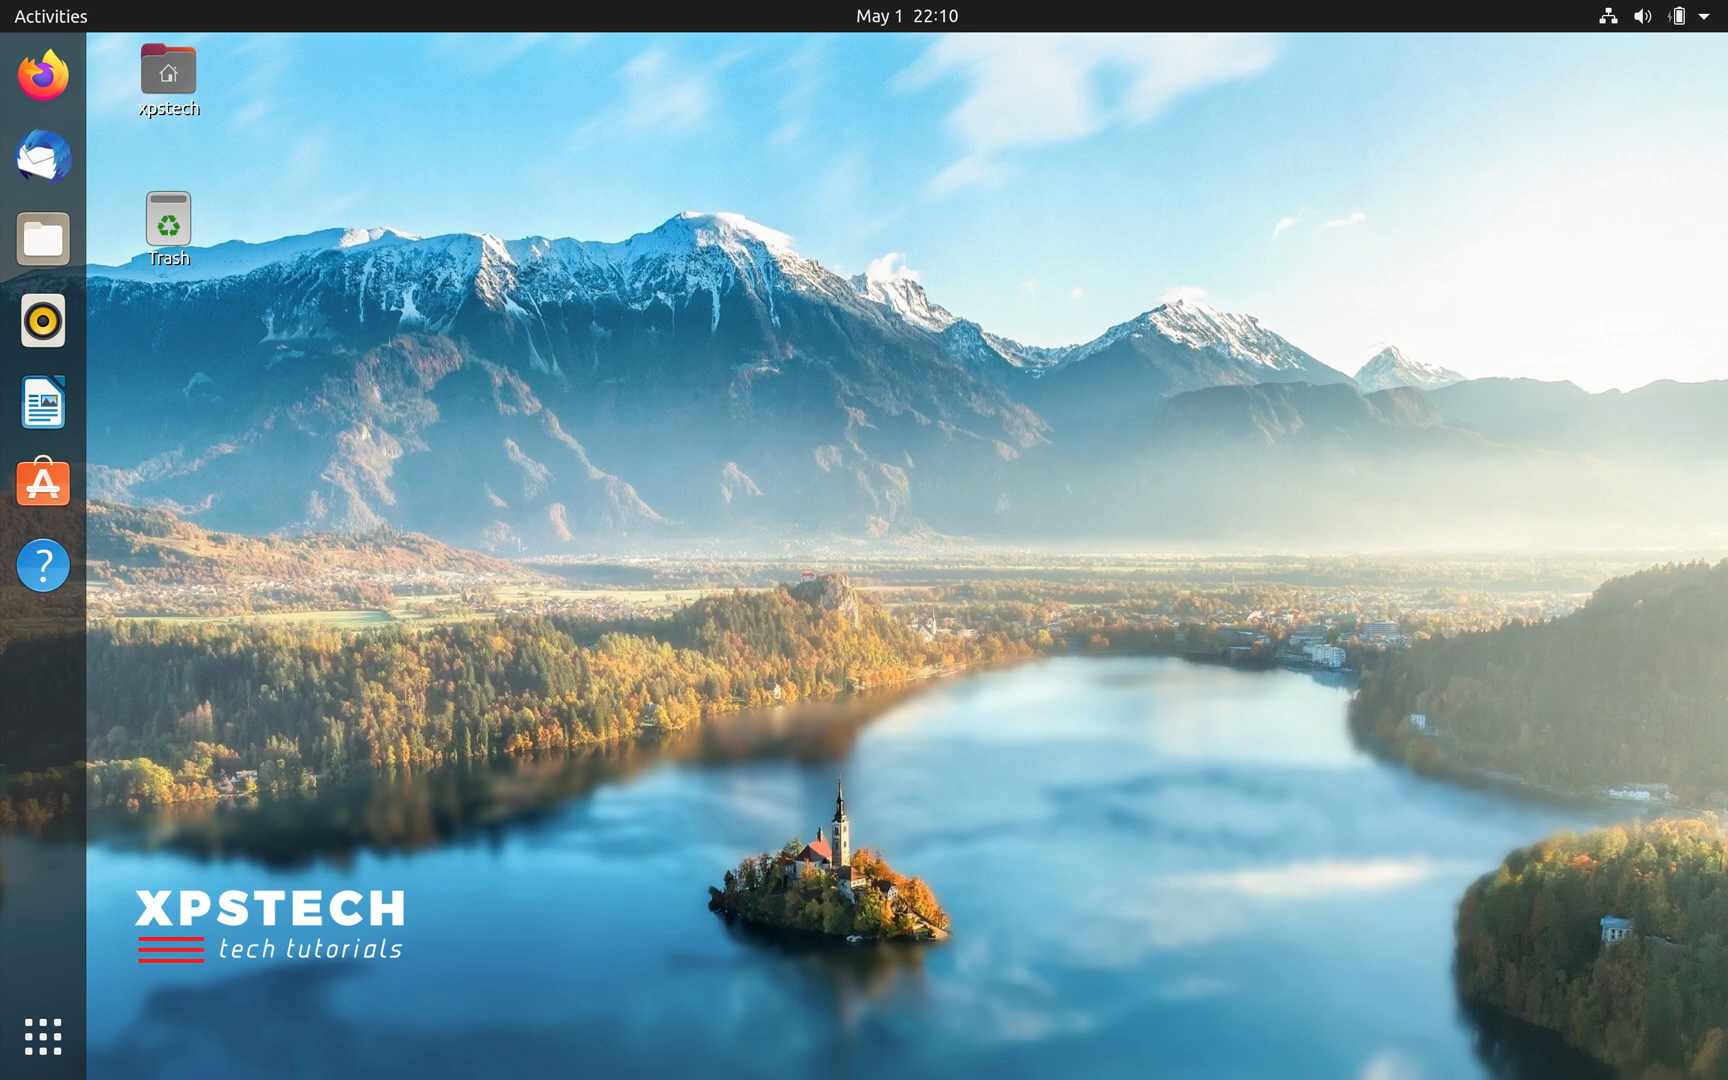 Activities
May 1 22:10
xpstech
Trash
?
XPSTECH
tech tutorials